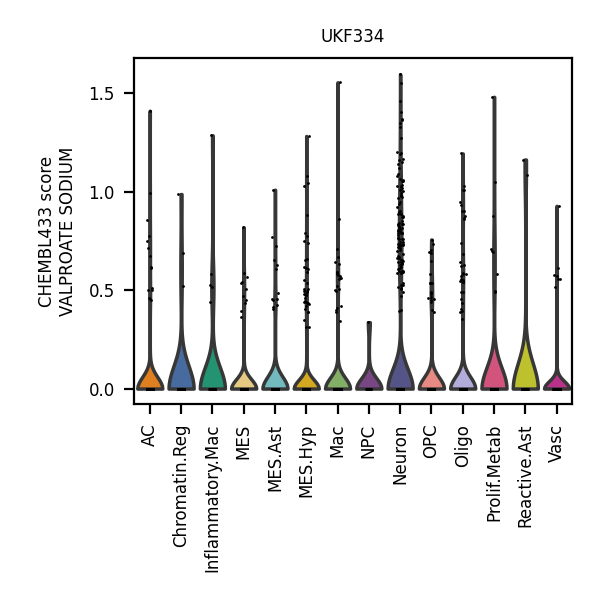 UKF334
CHEMBL433 score
VALPROATE SODIUM
1.5
1.0
0.5
0.0
AC
Chromatin.Reg
Inflammatory.Mac
MES
MES.Ast
MES.Hyp
Mac
NPC
Neuron
OPC
Oligo
Prolif.Metab
Reactive.Ast
Vasc